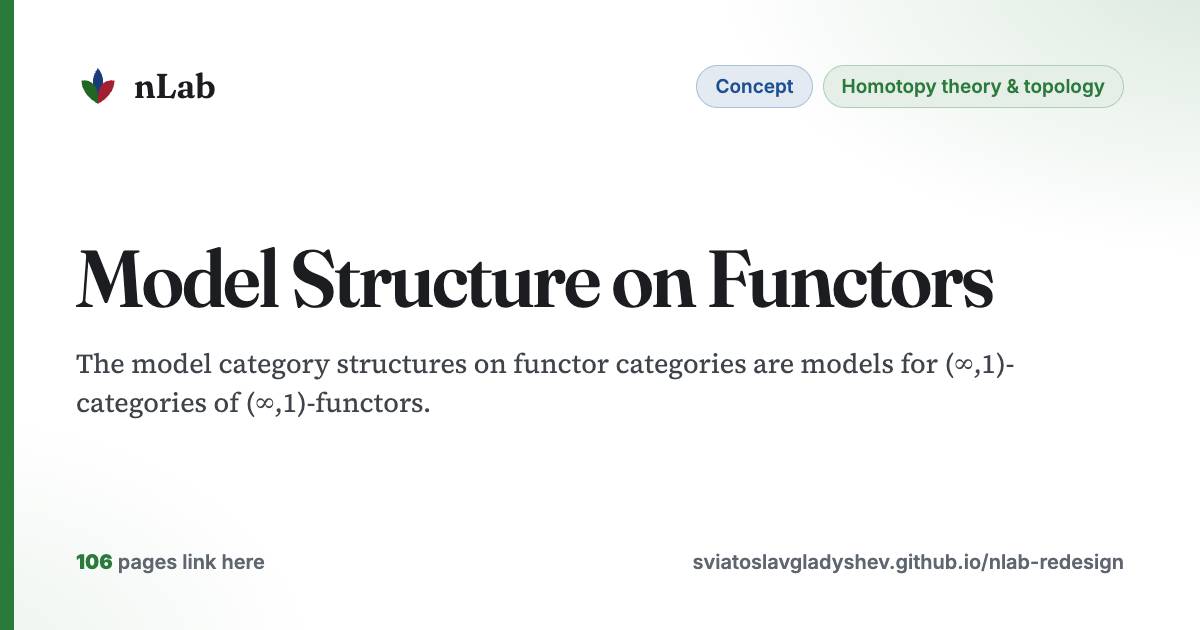 nLab
Concept
Homotopy theory & topology
Model Structure on Functors
The model category structures on functor categories are models for (∞,1)-
categories of (∞,1)-functors.
106 pages link here
sviatoslavgladyshev.github.io/nlab-redesign